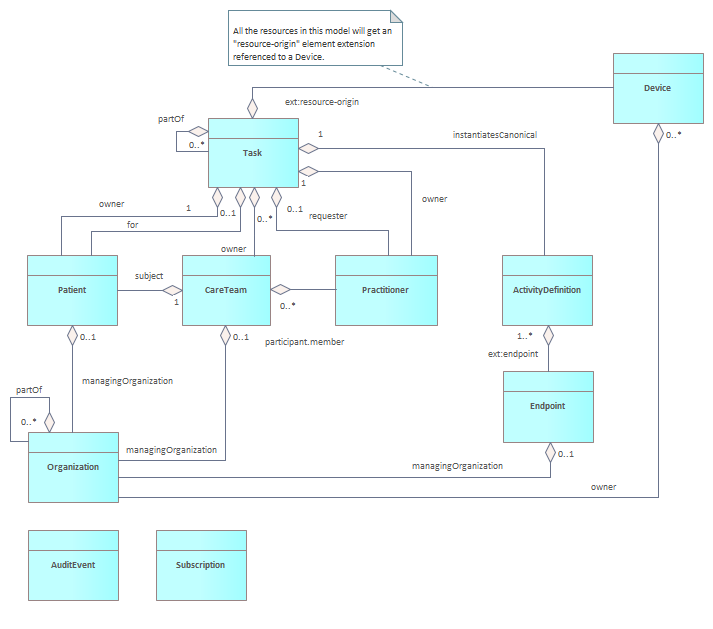 All the resources in this model will get an
"resource-origin" element extension
referenced to a Device.
Device
ext:resource-origin
partOf
0..*
Task
1
instantiatesCanonical
0..*
1
owner
owner
1
0..1
0..*
0..1
requester
for
owner
Patient
subject
1
CareTeam
0..*
Practitioner
ActivityDefinition
0..1
0..1
participant.member
1..*
ext:endpoint
managingOrganization
partOf
0..*
Endpoint
managingOrganization
0..1
Organization
managingOrganization
owner
AuditEvent
Subscription